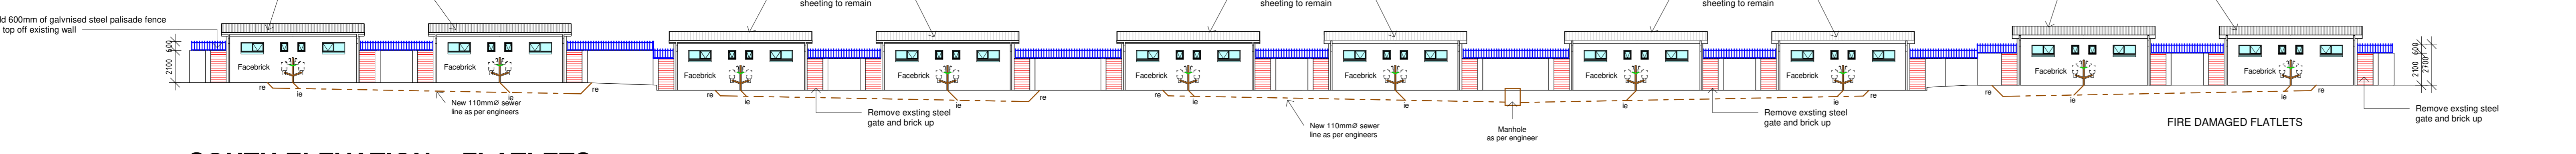 sheeting to remain
sheeting to remain
sheeting to remain
ld 600mm of galvnised steel palisade fence
top off existing wall
600
2100
Facebrick
Facebrick
Facebrick
Facebrick
Facebrick
Facebrick
Facebrick
Facebrick
Facebrick
Facebrick
600
2100
2700
re
ie
ie
re
re
ie
ie
re
re
ie
ie
re
re
ie
ie
re
New 110mmØ sewer
line as per engineers
Remove exsting steel
gate and brick up
New 110mmØ sewer
line as per engineers
Manhole
as per engineer
Remove exsting steel
gate and brick up
FIRE DAMAGED FLATLETS
Remove exsting steel
gate and brick up